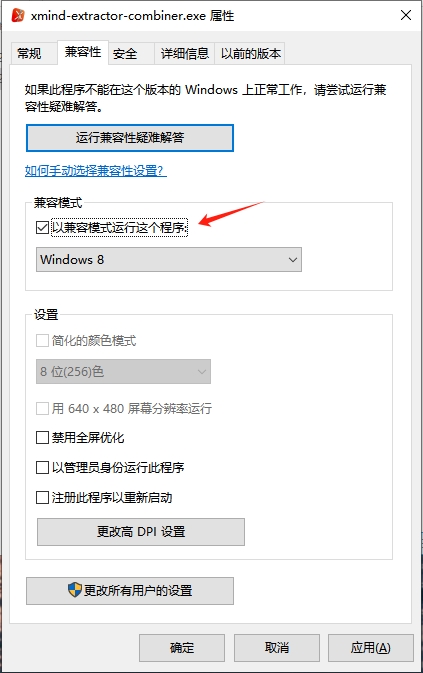 xmind-extractor-combiner.exe 属性
常规 兼容性 安全 详细信息 以前的版本
如果此程序不能在这个版本的 Windows 上正常工作，请尝试运行兼
容性疑难解答。
运行兼容性疑难解答
如何手动选择兼容性设置?
兼容模式
以兼容模式运行这个程序:
Windows 8
设置
简化的颜色模式
8 位(256)色
用 640 x 480 屏幕分辨率运行
禁用全屏优化
以管理员身份运行此程序
注册此程序以重新启动
更改高 DPI 设置
更改所有用户的设置
确定 取消 应用(A)